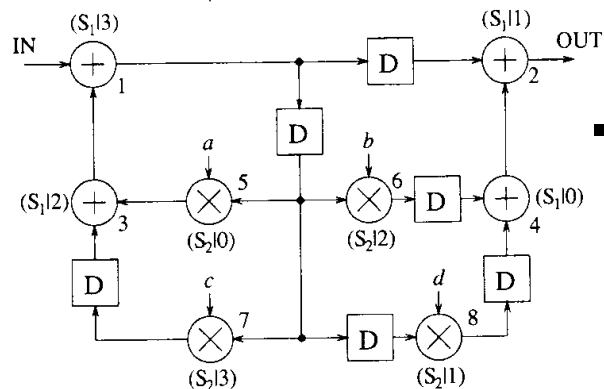 (S₁|3)
(S₁|1)
IN
+
1
D
+
2
OUT
D
a
b
(S₁|2)
+
3
×
5
×
6
D
+
4
(S₁|0)
(S₂|0)
(S₂|2)
D
c
d
D
×
7
D
×
8
(S₂|3)
(S₂|1)